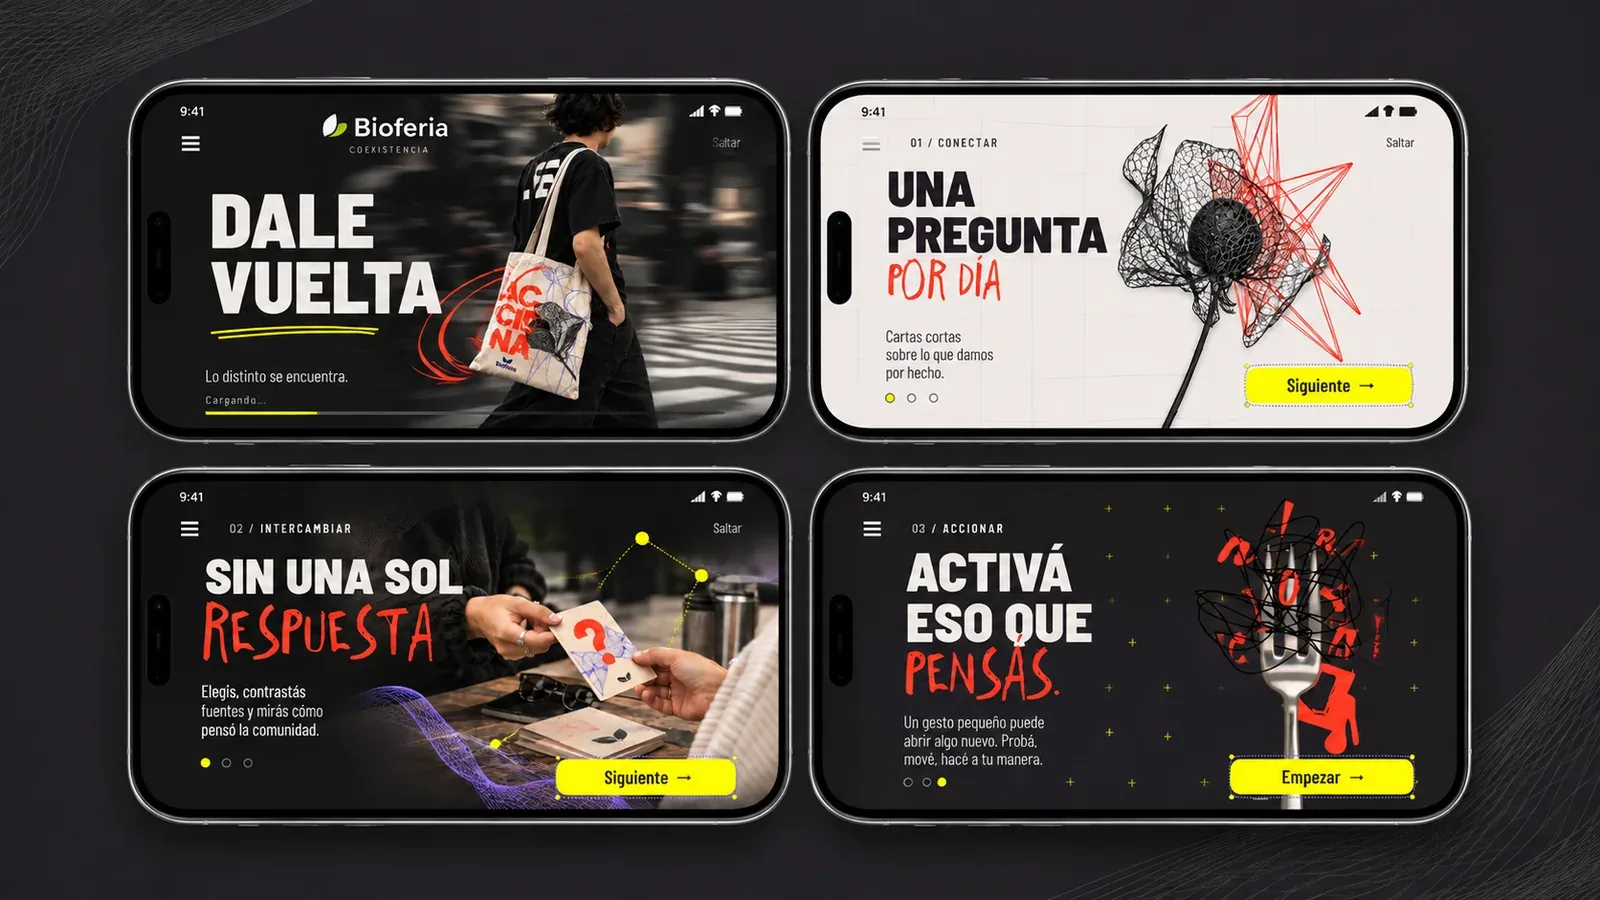 9:41
Bioferia
COEXISTENCIA
Saltar
DALE
VUELTA
Lo distinto se encuentra.
Cargando...
9:41
01 / CONECTAR
Saltar
UNA
PREGUNTA
POR DÍA
Cartas cortas
sobre lo que damos
por hecho.
Siguiente →
9:41
02 / INTERCAMBIAR
Saltar
SIN UNA SOL
RESPUESTA
?
Elegís, contrastás
fuentes y mirás cómo
pensó la comunidad.
Siguiente →
9:41
03 / ACCIONAR
ACTIVÁ
ESO QUE
PENSÁS.
Un gesto pequeño puede
abrir algo nuevo. Probá,
mové, hacé a tu manera.
Empezar →